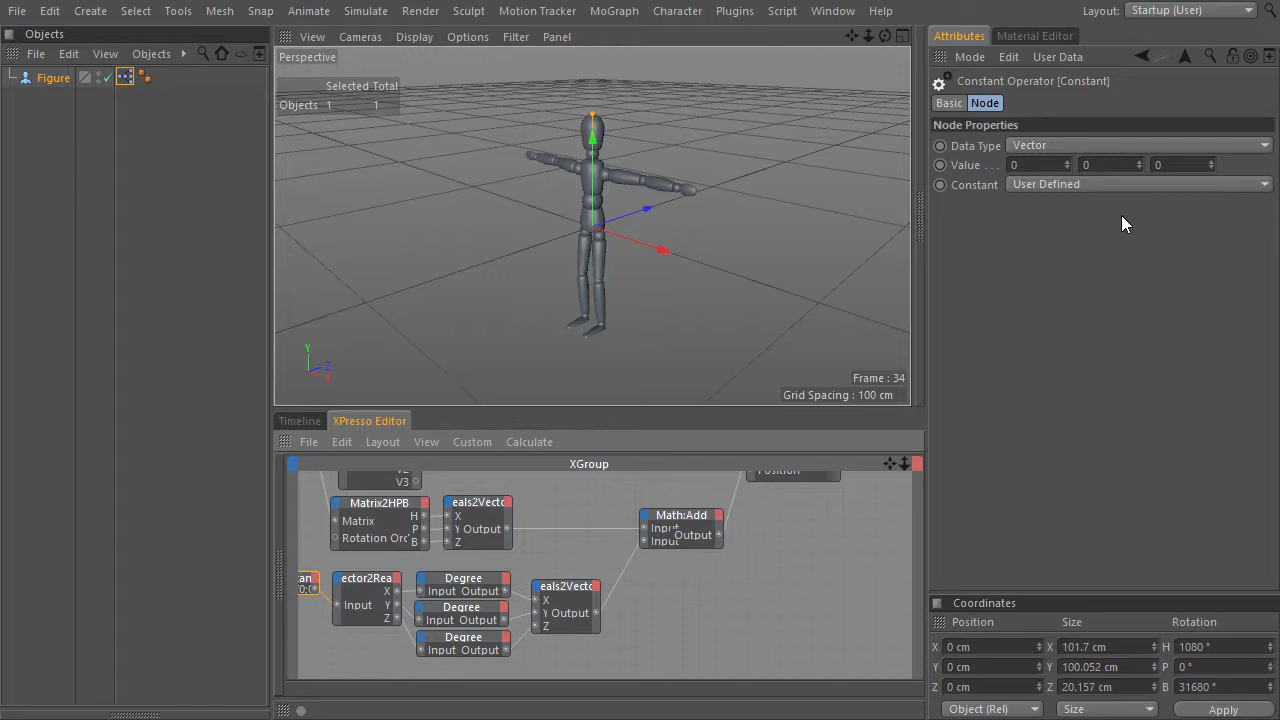 File Edit Create Select Tools Mesh Snap Animate Simulate Render Sculpt Motion Tracker MoGraph Character Plugins Script Window Help Layout: Startup (User)
Objects
File Edit View Objects
Figure
View Cameras Display Options Filter Panel
Perspective
Selected Total
Objects 1 1
Y
Z
X
Frame : 34
Grid Spacing : 100 cm
Timeline XPresso Editor
File Edit Layout View Custom Calculate
XGroup
V3
Position
Matrix2HPB
Matrix H
P
Rotation Orc B
eals2Vecto
X
Y Output
Z
Math:Add
Input
Input
Output
ector2Rea
X
Input Y
Z
Degree
Input Output
Degree
Input Output
Degree
Input Output
eals2Vecto
X
Y Output
Z
Attributes Material Editor
Mode Edit User Data
Constant Operator [Constant]
Basic Node
Node Properties
Data Type Vector
Value . . . 0 0 0
Constant User Defined
Coordinates
Position Size Rotation
X 0 cm X 101.7 cm H 1080 °
Y 0 cm Y 100.052 cm P 0 °
Z 0 cm Z 20.157 cm B 31680 °
Object (Rel) Size Apply